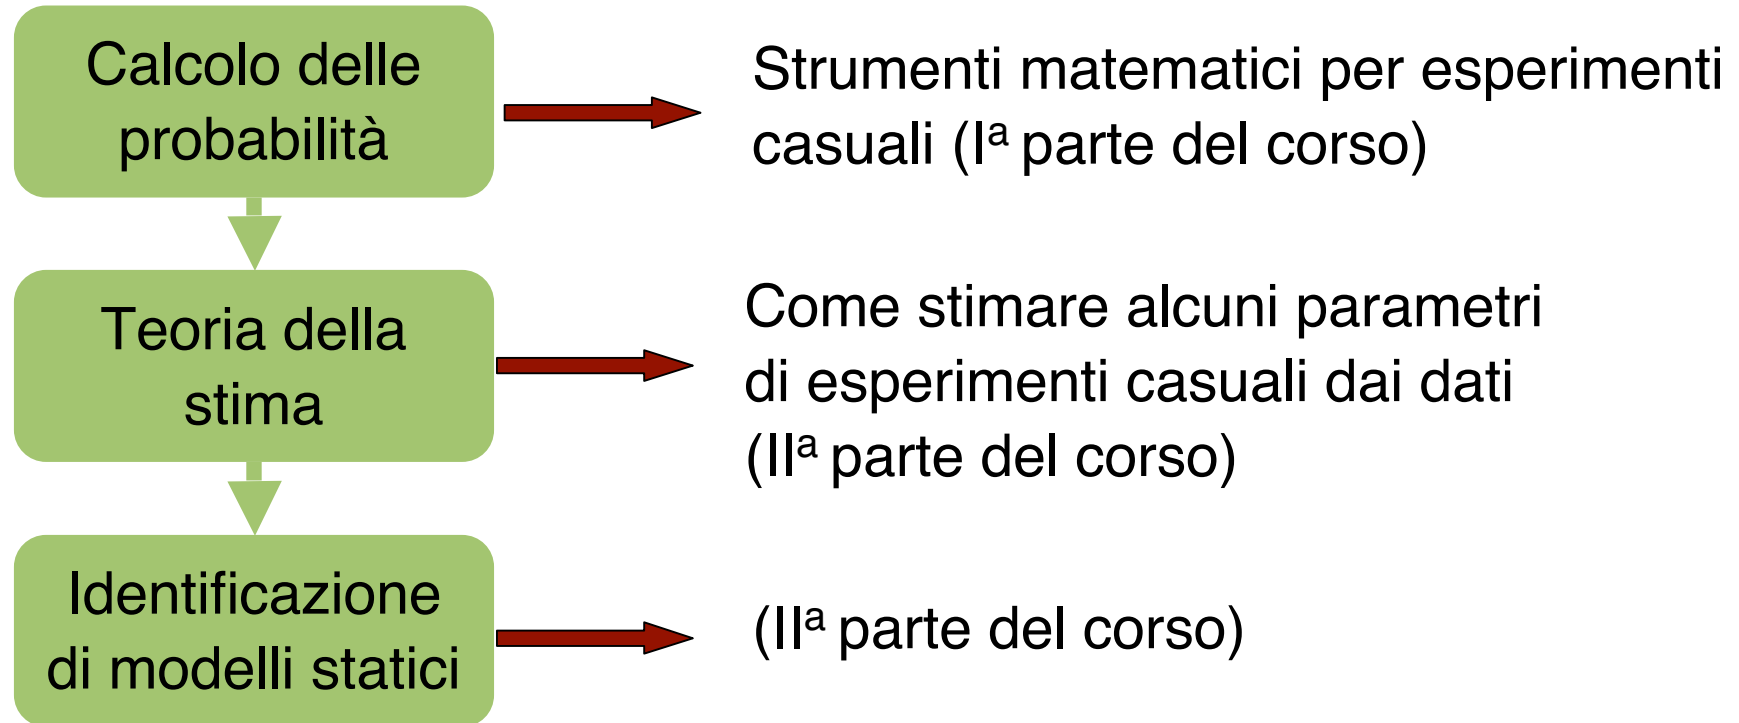 Calcolo delle
probabilità
Strumenti matematici per esperimenti
casuali (Iª parte del corso)
Teoria della
stima
Come stimare alcuni parametri
di esperimenti casuali dai dati
(IIª parte del corso)
Identificazione
di modelli statici
(IIª parte del corso)